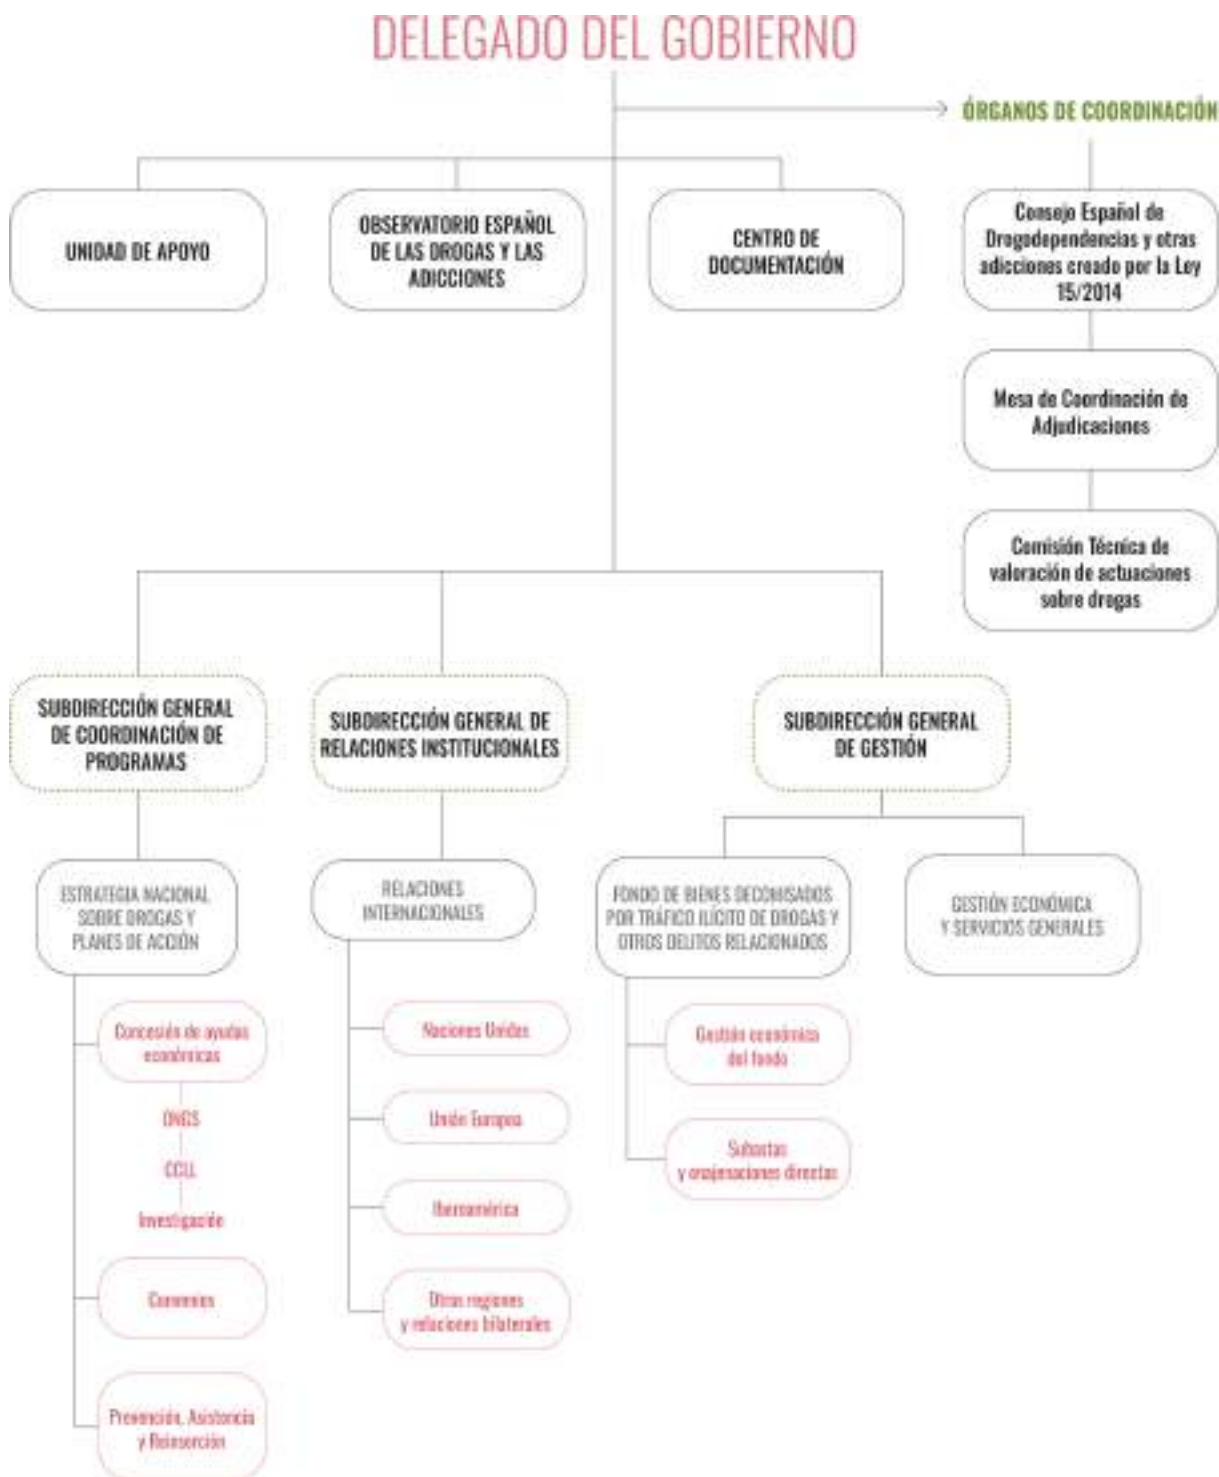 DELEGADO DEL GOBIERNO
ÓRGANOS DE COORDINACIÓN
UNIDAD DE APOYO
OBSERVATORIO ESPAÑOL
DE LAS DROGAS Y LAS
ADICCIONES
CENTRO DE
DOCUMENTACIÓN
Consejo Español de
Drogodependencias y otras
adicciones creado por la Ley
15/2014
Mesa de Coordinación de
Adjudicaciones
Comisión Técnica de
valoración de actuaciones
sobre drogas
SUBDIRECCIÓN GENERAL
DE COORDINACIÓN DE
PROGRAMAS
SUBDIRECCIÓN GENERAL DE
RELACIONES INSTITUCIONALES
SUBDIRECCIÓN GENERAL
DE GESTIÓN
ESTRATEGIA NACIONAL
SOBRE DROGAS Y
PLANES DE ACCIÓN
RELACIONES
INTERNACIONALES
FONDO DE BIENES DECOMISADOS
POR TRÁFICO ILÍCITO DE DROGAS Y
OTROS DELITOS RELACIONADOS
GESTIÓN ECONÓMICA
Y SERVICIOS GENERALES
Concesión de ayudas
económicas
ONGS
CCLL
Investigación
Convenios
Prevención, Asistencia
y Reinserción
Naciones Unidas
Unión Europea
Iberoamérica
Otras regiones
y relaciones bilaterales
Gestión económica
del fondo
Subastas
y enajenaciones directas